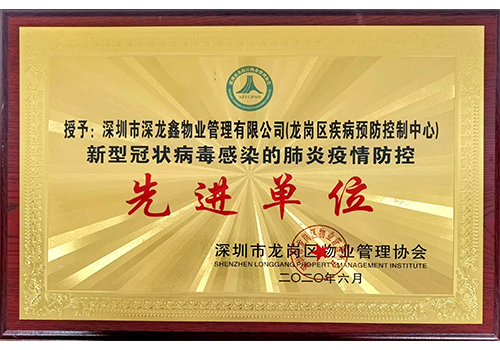 授予：深圳市深龙鑫物业管理有限公司(龙岗区疾病预防控制中心)
新型冠状病毒感染的肺炎疫情防控
先进单位
深圳市龙岗区物业管理协会
SHENZHEN LONGGANG PROPERTY MANAGEMENT INSTITUTE
二〇二〇年六月